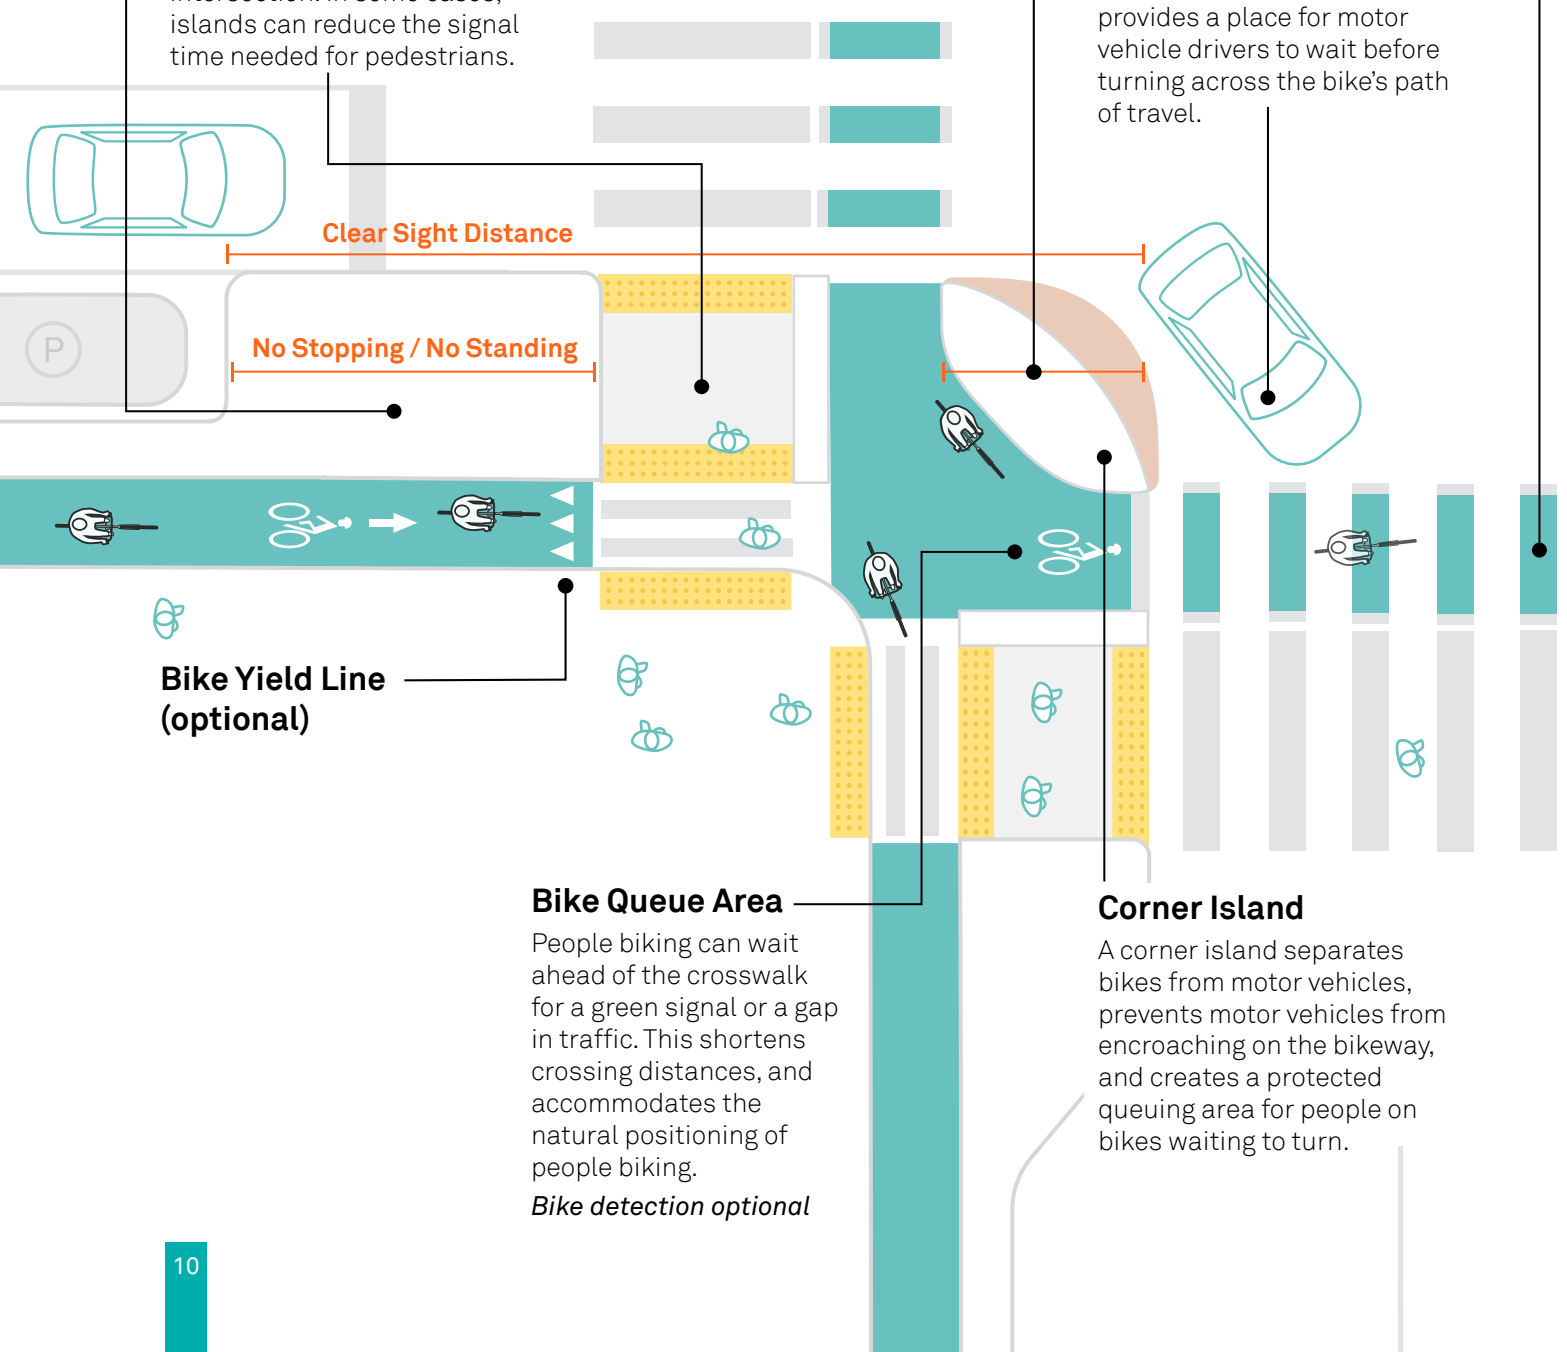 intersection. In some cases,
islands can reduce the signal
time needed for pedestrians.
provides a place for motor
vehicle drivers to wait before
turning across the bike's path
of travel.
Clear Sight Distance
No Stopping / No Standing
P
Bike Yield Line
(optional)
Bike Queue Area
People biking can wait
ahead of the crosswalk
for a green signal or a gap
in traffic. This shortens
crossing distances, and
accommodates the
natural positioning of
people biking.
Bike detection optional
Corner Island
A corner island separates
bikes from motor vehicles,
prevents motor vehicles from
encroaching on the bikeway,
and creates a protected
queuing area for people on
bikes waiting to turn.
10